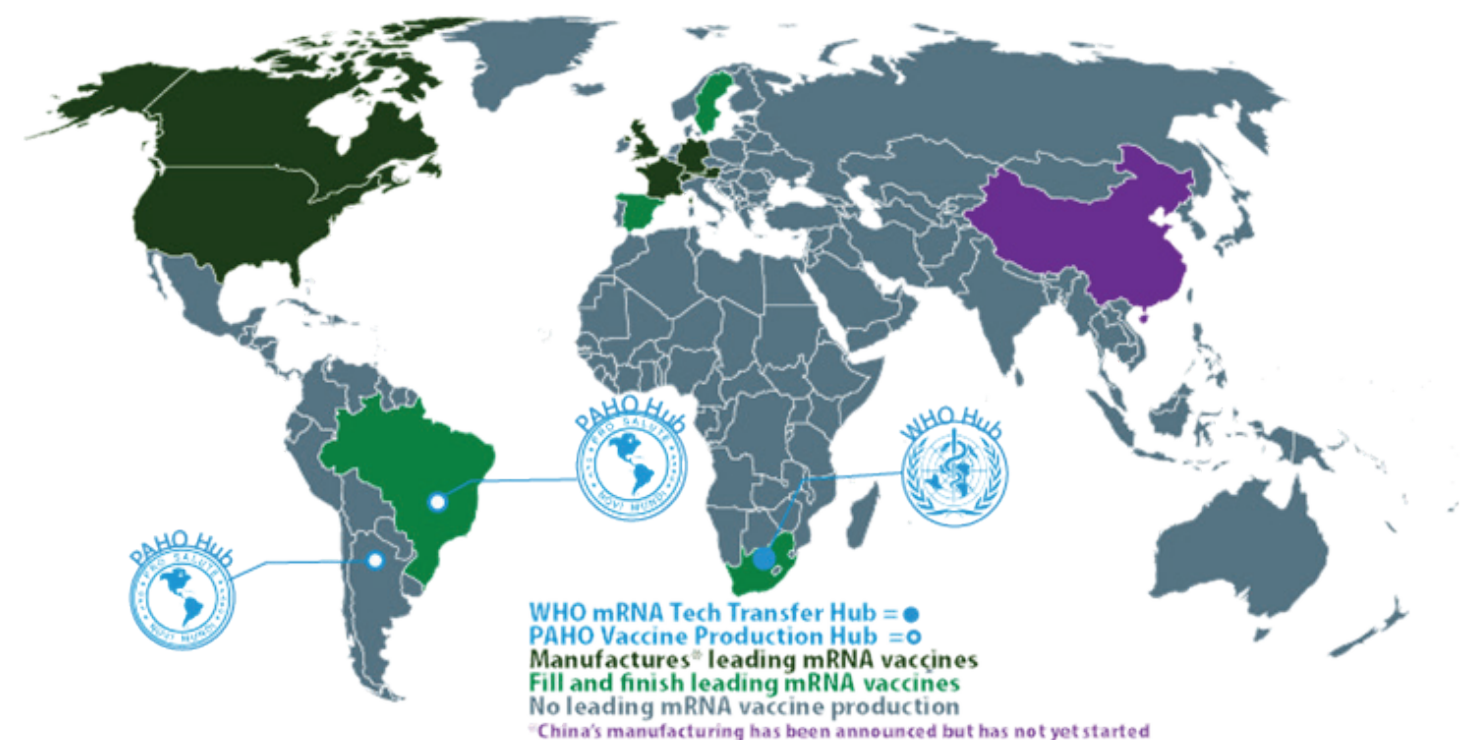 PAHO Hub
PRO SALUTE
NOVI MUNDI
WHO Hub
PAHO Hub
PRO SALUTE
NOVI MUNDI
WHO mRNA Tech Transfer Hub =
PAHO Vaccine Production Hub =
Manufactures* leading mRNA vaccines
Fill and finish leading mRNA vaccines
No leading mRNA vaccine production
*China's manufacturing has been announced but has not yet started